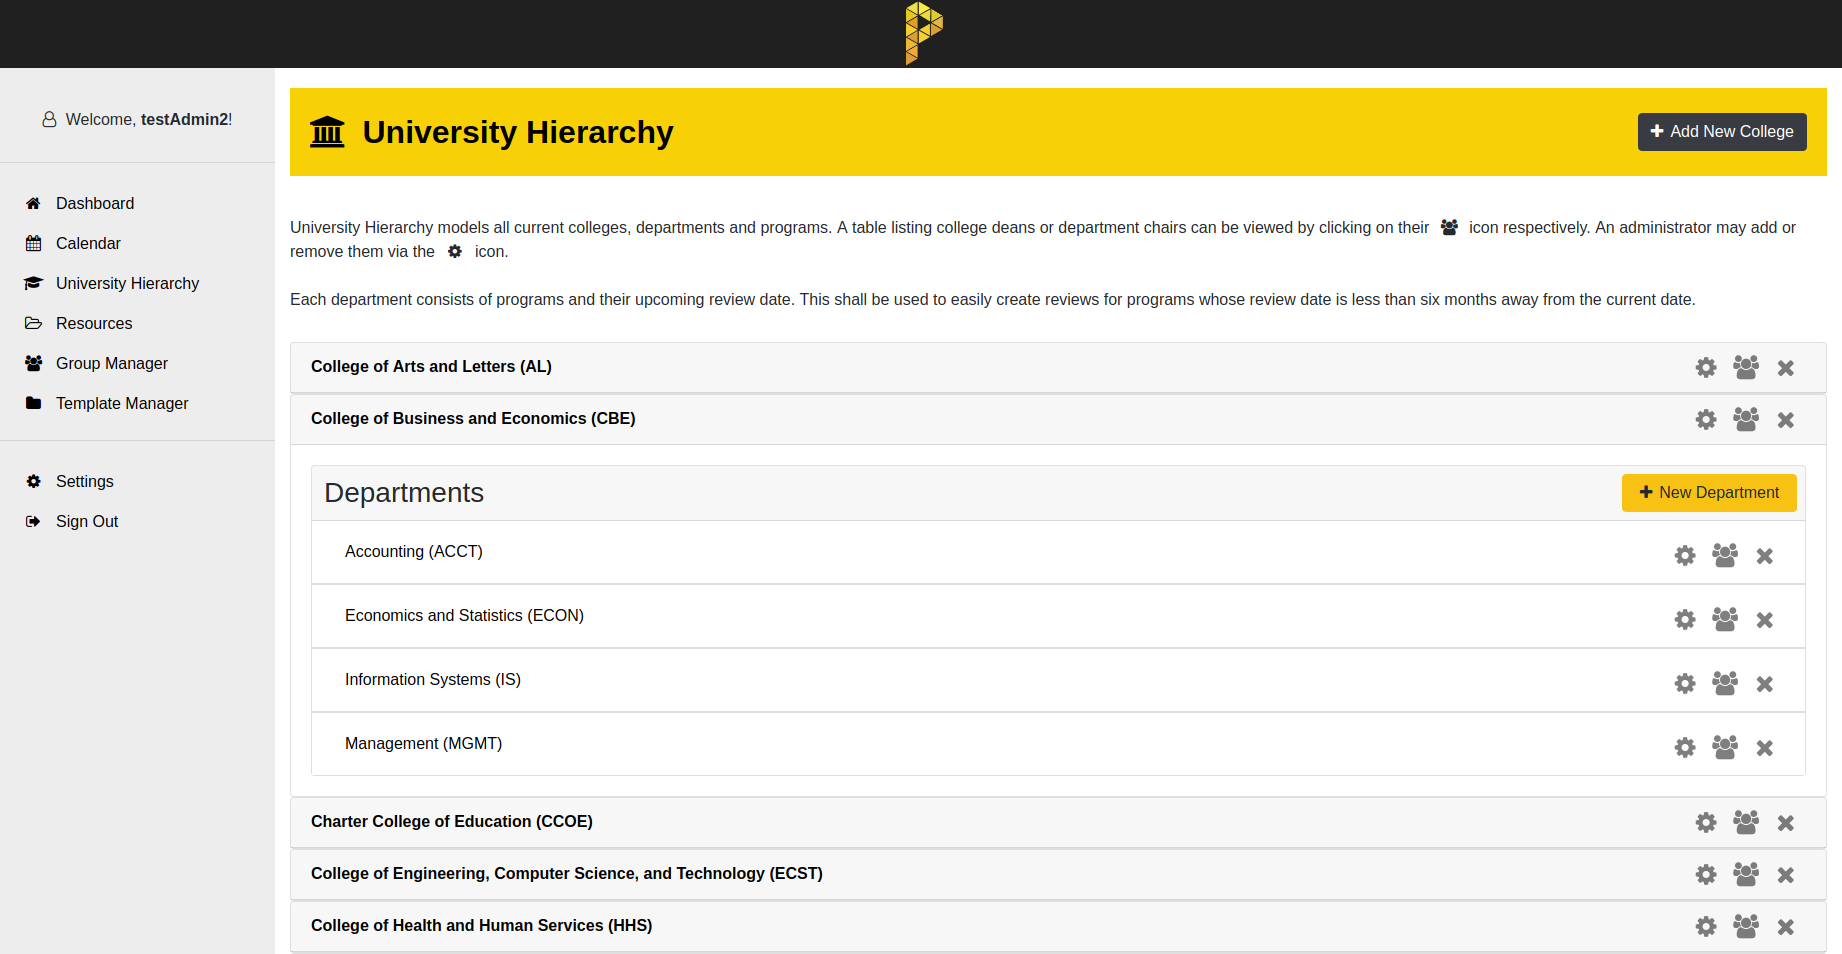 Welcome, testAdmin2!
Dashboard
Calendar
University Hierarchy
Resources
Group Manager
Template Manager
Settings
Sign Out
University Hierarchy
Add New College
University Hierarchy models all current colleges, departments and programs. A table listing college deans or department chairs can be viewed by clicking on their icon respectively. An administrator may add or
remove them via the icon.
Each department consists of programs and their upcoming review date. This shall be used to easily create reviews for programs whose review date is less than six months away from the current date.
College of Arts and Letters (AL)
College of Business and Economics (CBE)
Departments
New Department
Accounting (ACCT)
Economics and Statistics (ECON)
Information Systems (IS)
Management (MGMT)
Charter College of Education (CCOE)
College of Engineering, Computer Science, and Technology (ECST)
College of Health and Human Services (HHS)